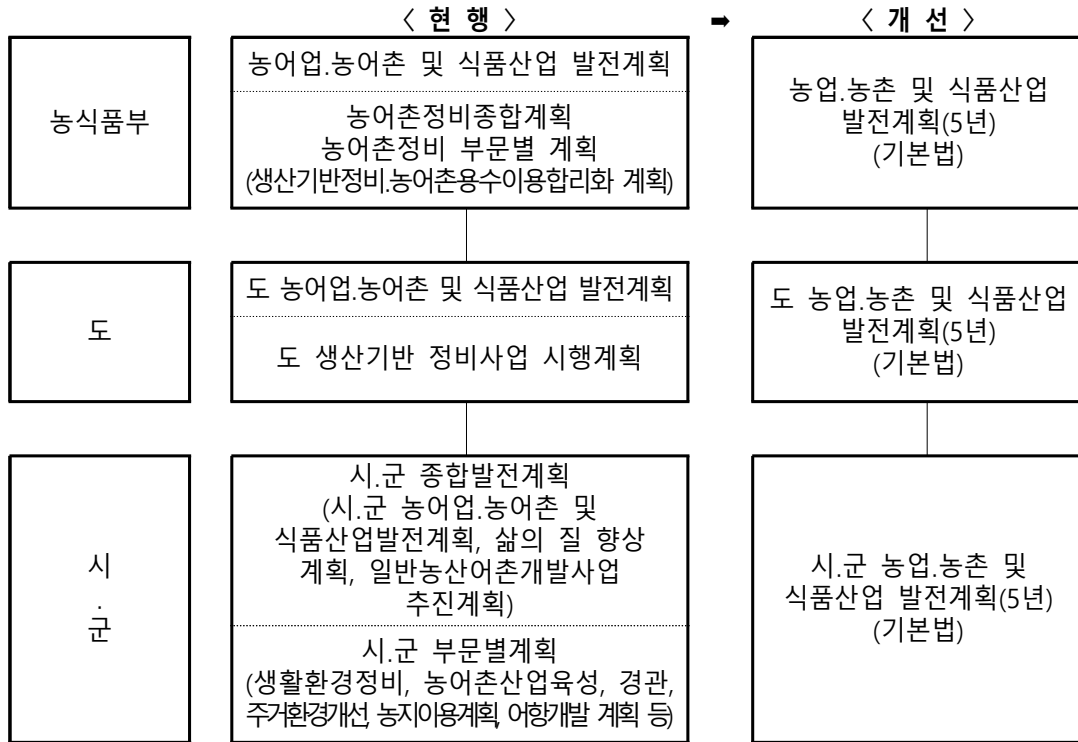 〈 현 행 〉 ➡ 〈 개 선 〉
농식품부
농어업.농어촌 및 식품산업 발전계획
농어촌정비종합계획
농어촌정비 부문별 계획
(생산기반정비.농어촌용수이용합리화 계획)
농업.농촌 및 식품산업
발전계획(5년)
(기본법)
도
도 농어업.농어촌 및 식품산업 발전계획
도 생산기반 정비사업 시행계획
도 농업.농촌 및 식품산업
발전계획(5년)
(기본법)
시
.
군
시.군 종합발전계획
(시.군 농어업.농어촌 및
식품산업발전계획, 삶의 질 향상
계획, 일반농산어촌개발사업
추진계획)
시.군 부문별계획
(생활환경정비, 농어촌산업육성, 경관,
주거환경개선, 농지이용계획, 어항개발 계획 등)
시.군 농업.농촌 및
식품산업 발전계획(5년)
(기본법)